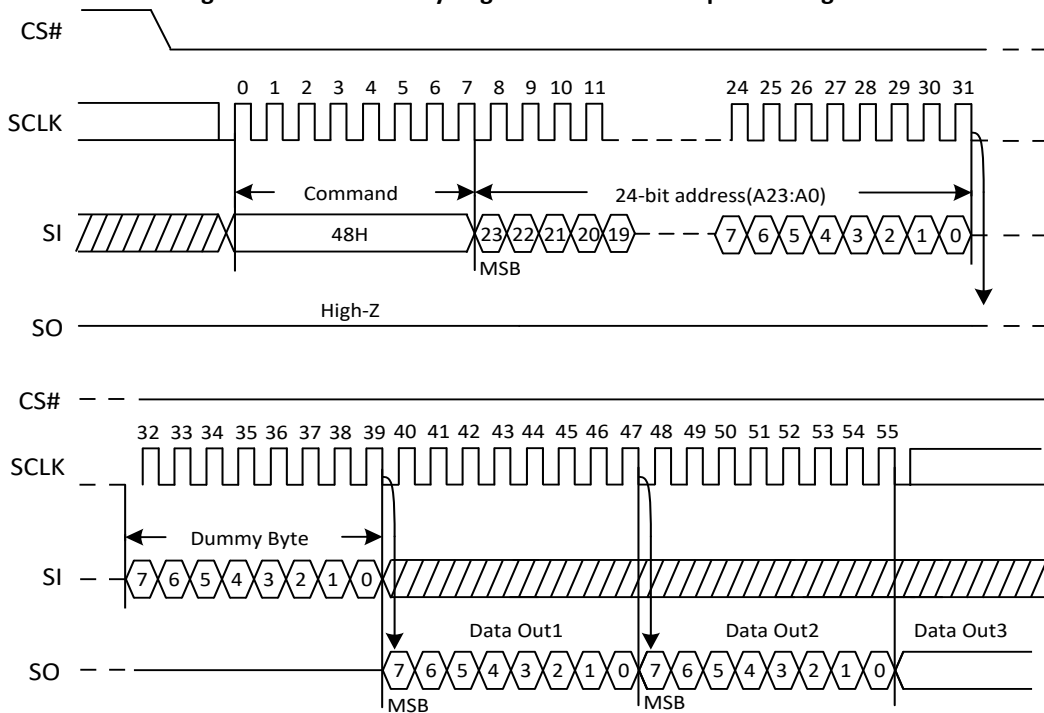 CS#
0 1 2 3 4 5 6 7 8 9 10 11 24 25 26 27 28 29 30 31
SCLK
Command 24-bit address(A23:A0)
SI 48H 23 22 21 20 19 7 6 5 4 3 2 1 0
MSB
High-Z
SO
CS#
32 33 34 35 36 37 38 39 40 41 42 43 44 45 46 47 48 49 50 51 52 53 54 55
SCLK
Dummy Byte
SI 7 6 5 4 3 2 1 0
Data Out1 Data Out2 Data Out3
SO 7 6 5 4 3 2 1 0 7 6 5 4 3 2 1 0
MSB MSB